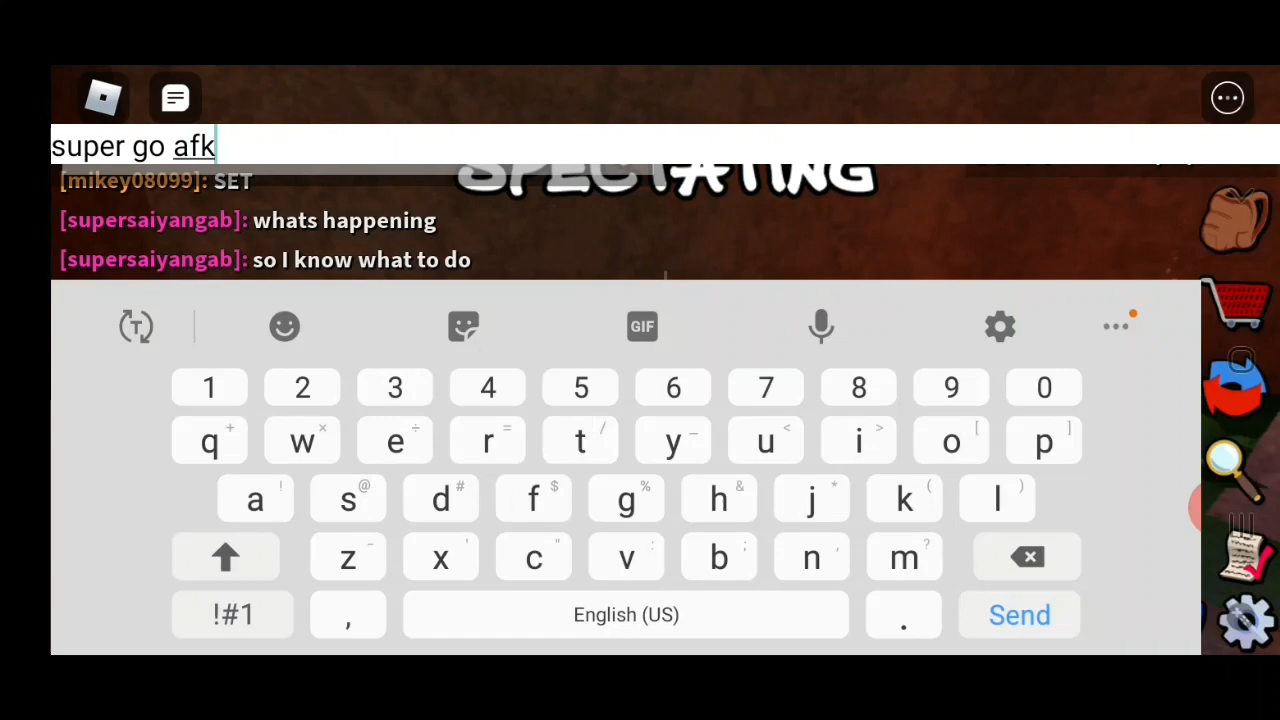 super go afk
SPECTATING
[mikey08099]: SET
[supersaiyangab]: whats happening
[supersaiyangab]: so I know what to do
T GIF
1 2 3 4 5 6 7 8 9 0
q + w × e ÷ r = t / y _ u < i > o [ p ]
a ! s @ d # f $ g % h & j * k ( l )
z - x ' c " v : b ; n , m ?
!#1 , English (US) . Send